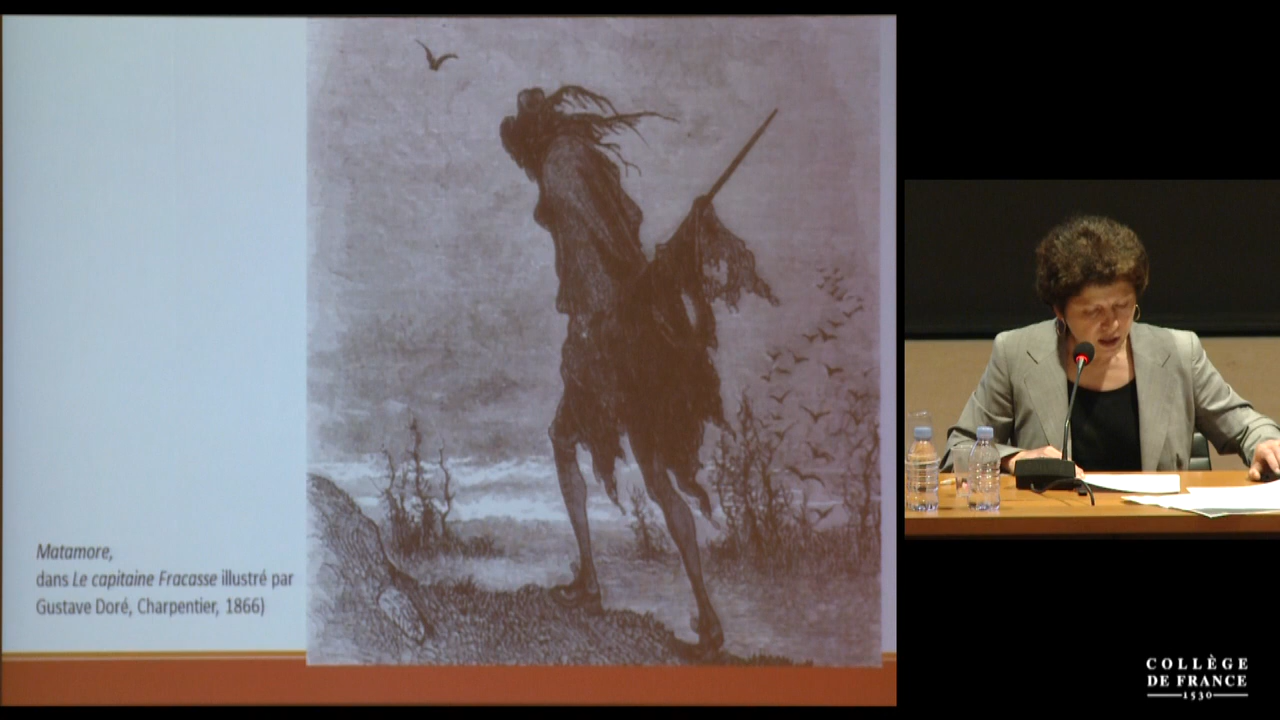 Matamore,
dans Le capitaine Fracasse illustré par
Gustave Doré, Charpentier, 1866)
COLLÈGE
DE FRANCE
1530